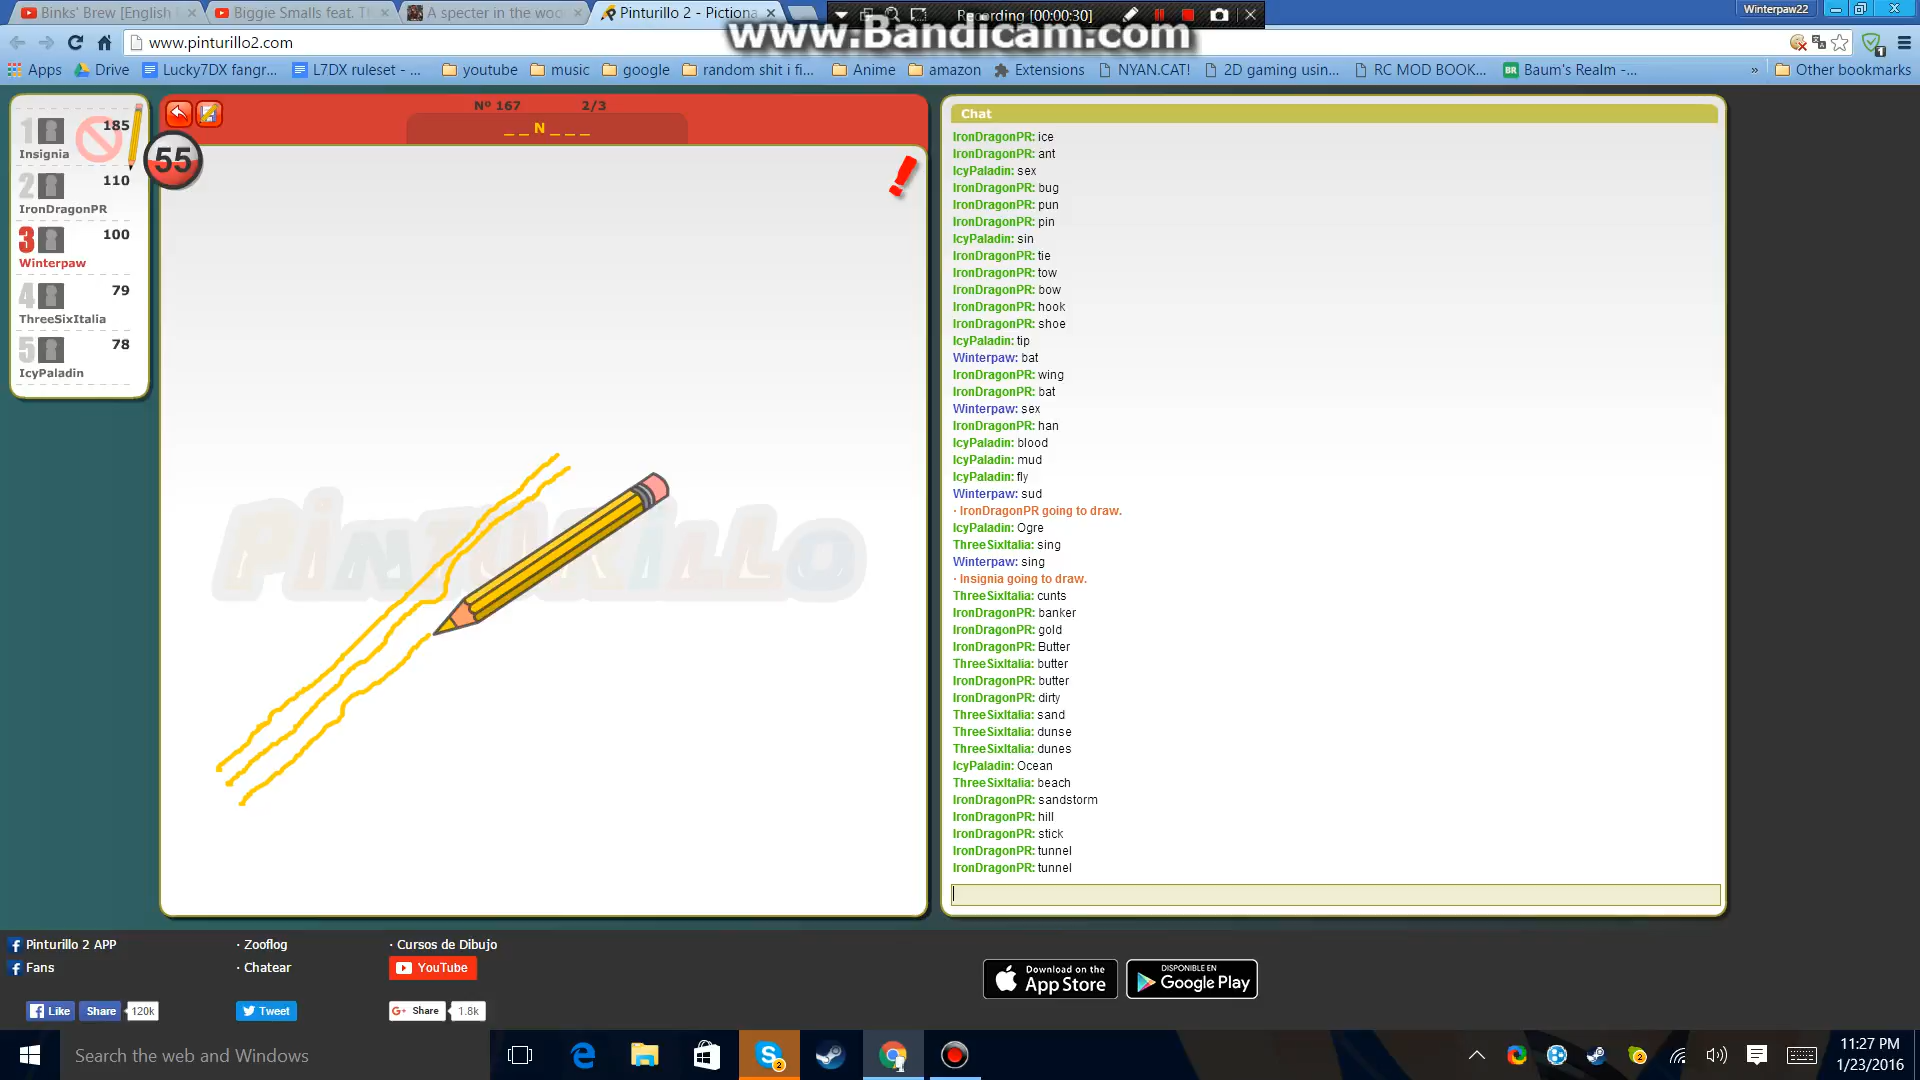 Binks' Brew [English
Biggie Smalls feat. Th
A specter in the wood
Pinturillo 2 - Pictiona
Recording [00:00:30]
Winterpaw22
www.Bandicam.com
www.pinturillo2.com
Apps
Drive
Lucky7DX fangr...
L7DX ruleset - ...
youtube
music
google
random shit i fi...
Anime
amazon
Extensions
NYAN.CAT!
2D gaming usin...
RC MOD BOOK...
BR
Baum's Realm -...
»
Other bookmarks
1 185
Insignia
2 110
IronDragonPR
3 100
Winterpaw
4 79
ThreeSixItalia
5 78
IcyPaladin
55
Nº 167 2/3
_ _ N _ _ _
!
PiNTURiLLO
Chat
IronDragonPR: ice
IronDragonPR: ant
IcyPaladin: sex
IronDragonPR: bug
IronDragonPR: pun
IronDragonPR: pin
IcyPaladin: sin
IronDragonPR: tie
IronDragonPR: tow
IronDragonPR: bow
IronDragonPR: hook
IronDragonPR: shoe
IcyPaladin: tip
Winterpaw: bat
IronDragonPR: wing
IronDragonPR: bat
Winterpaw: sex
IronDragonPR: han
IcyPaladin: blood
IcyPaladin: mud
IcyPaladin: fly
Winterpaw: sud
· IronDragonPR going to draw.
IcyPaladin: Ogre
ThreeSixItalia: sing
Winterpaw: sing
· Insignia going to draw.
ThreeSixItalia: cunts
IronDragonPR: banker
IronDragonPR: gold
IronDragonPR: Butter
ThreeSixItalia: butter
IronDragonPR: butter
IronDragonPR: dirty
ThreeSixItalia: sand
ThreeSixItalia: dunse
ThreeSixItalia: dunes
IcyPaladin: Ocean
ThreeSixItalia: beach
IronDragonPR: sandstorm
IronDragonPR: hill
IronDragonPR: stick
IronDragonPR: tunnel
IronDragonPR: tunnel
Pinturillo 2 APP
Fans
· Zooflog
· Chatear
· Cursos de Dibujo
YouTube
Like
Share
120k
Tweet
G+ Share
1.8k
Download on the
App Store
DISPONIBLE EN
Google Play
Search the web and Windows
2
2
11:27 PM
1/23/2016